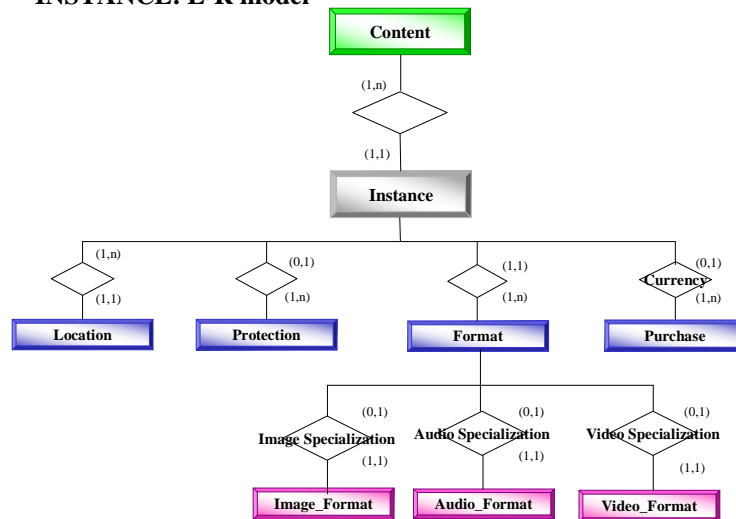 INSTANCE: E-R model
Content
(1,n)
(1,1)
Instance
(1,n)
(0,1)
(1,1)
(0,1)
Currency
(1,1)
(1,n)
(1,n)
(1,n)
Location
Protection
Format
Purchase
(0,1)
(0,1)
(0,1)
Image Specialization
Audio Specialization
Video Specialization
(1,1)
(1,1)
(1,1)
Image_Format
Audio_Format
Video_Format